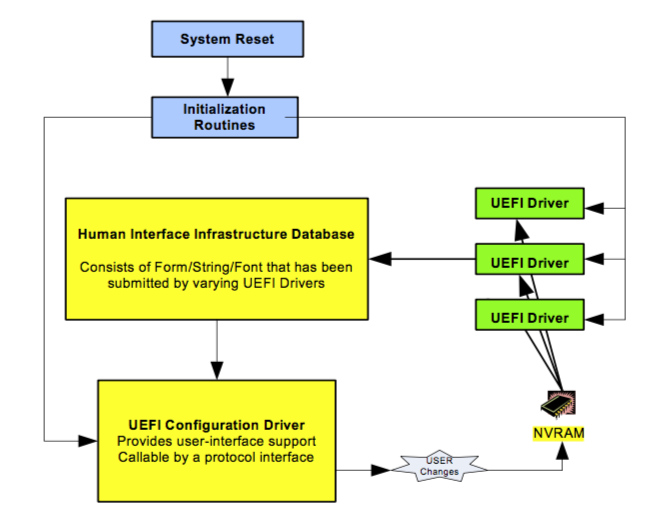 System Reset
Initialization
Routines
UEFI Driver
Human Interface Infrastructure Database
UEFI Driver
Consists of Form/String/Font that has been
submitted by varying UEFI Drivers
UEFI Driver
UEFI Configuration Driver
Provides user-interface support
Callable by a protocol interface
NVRAM
USER
Changes